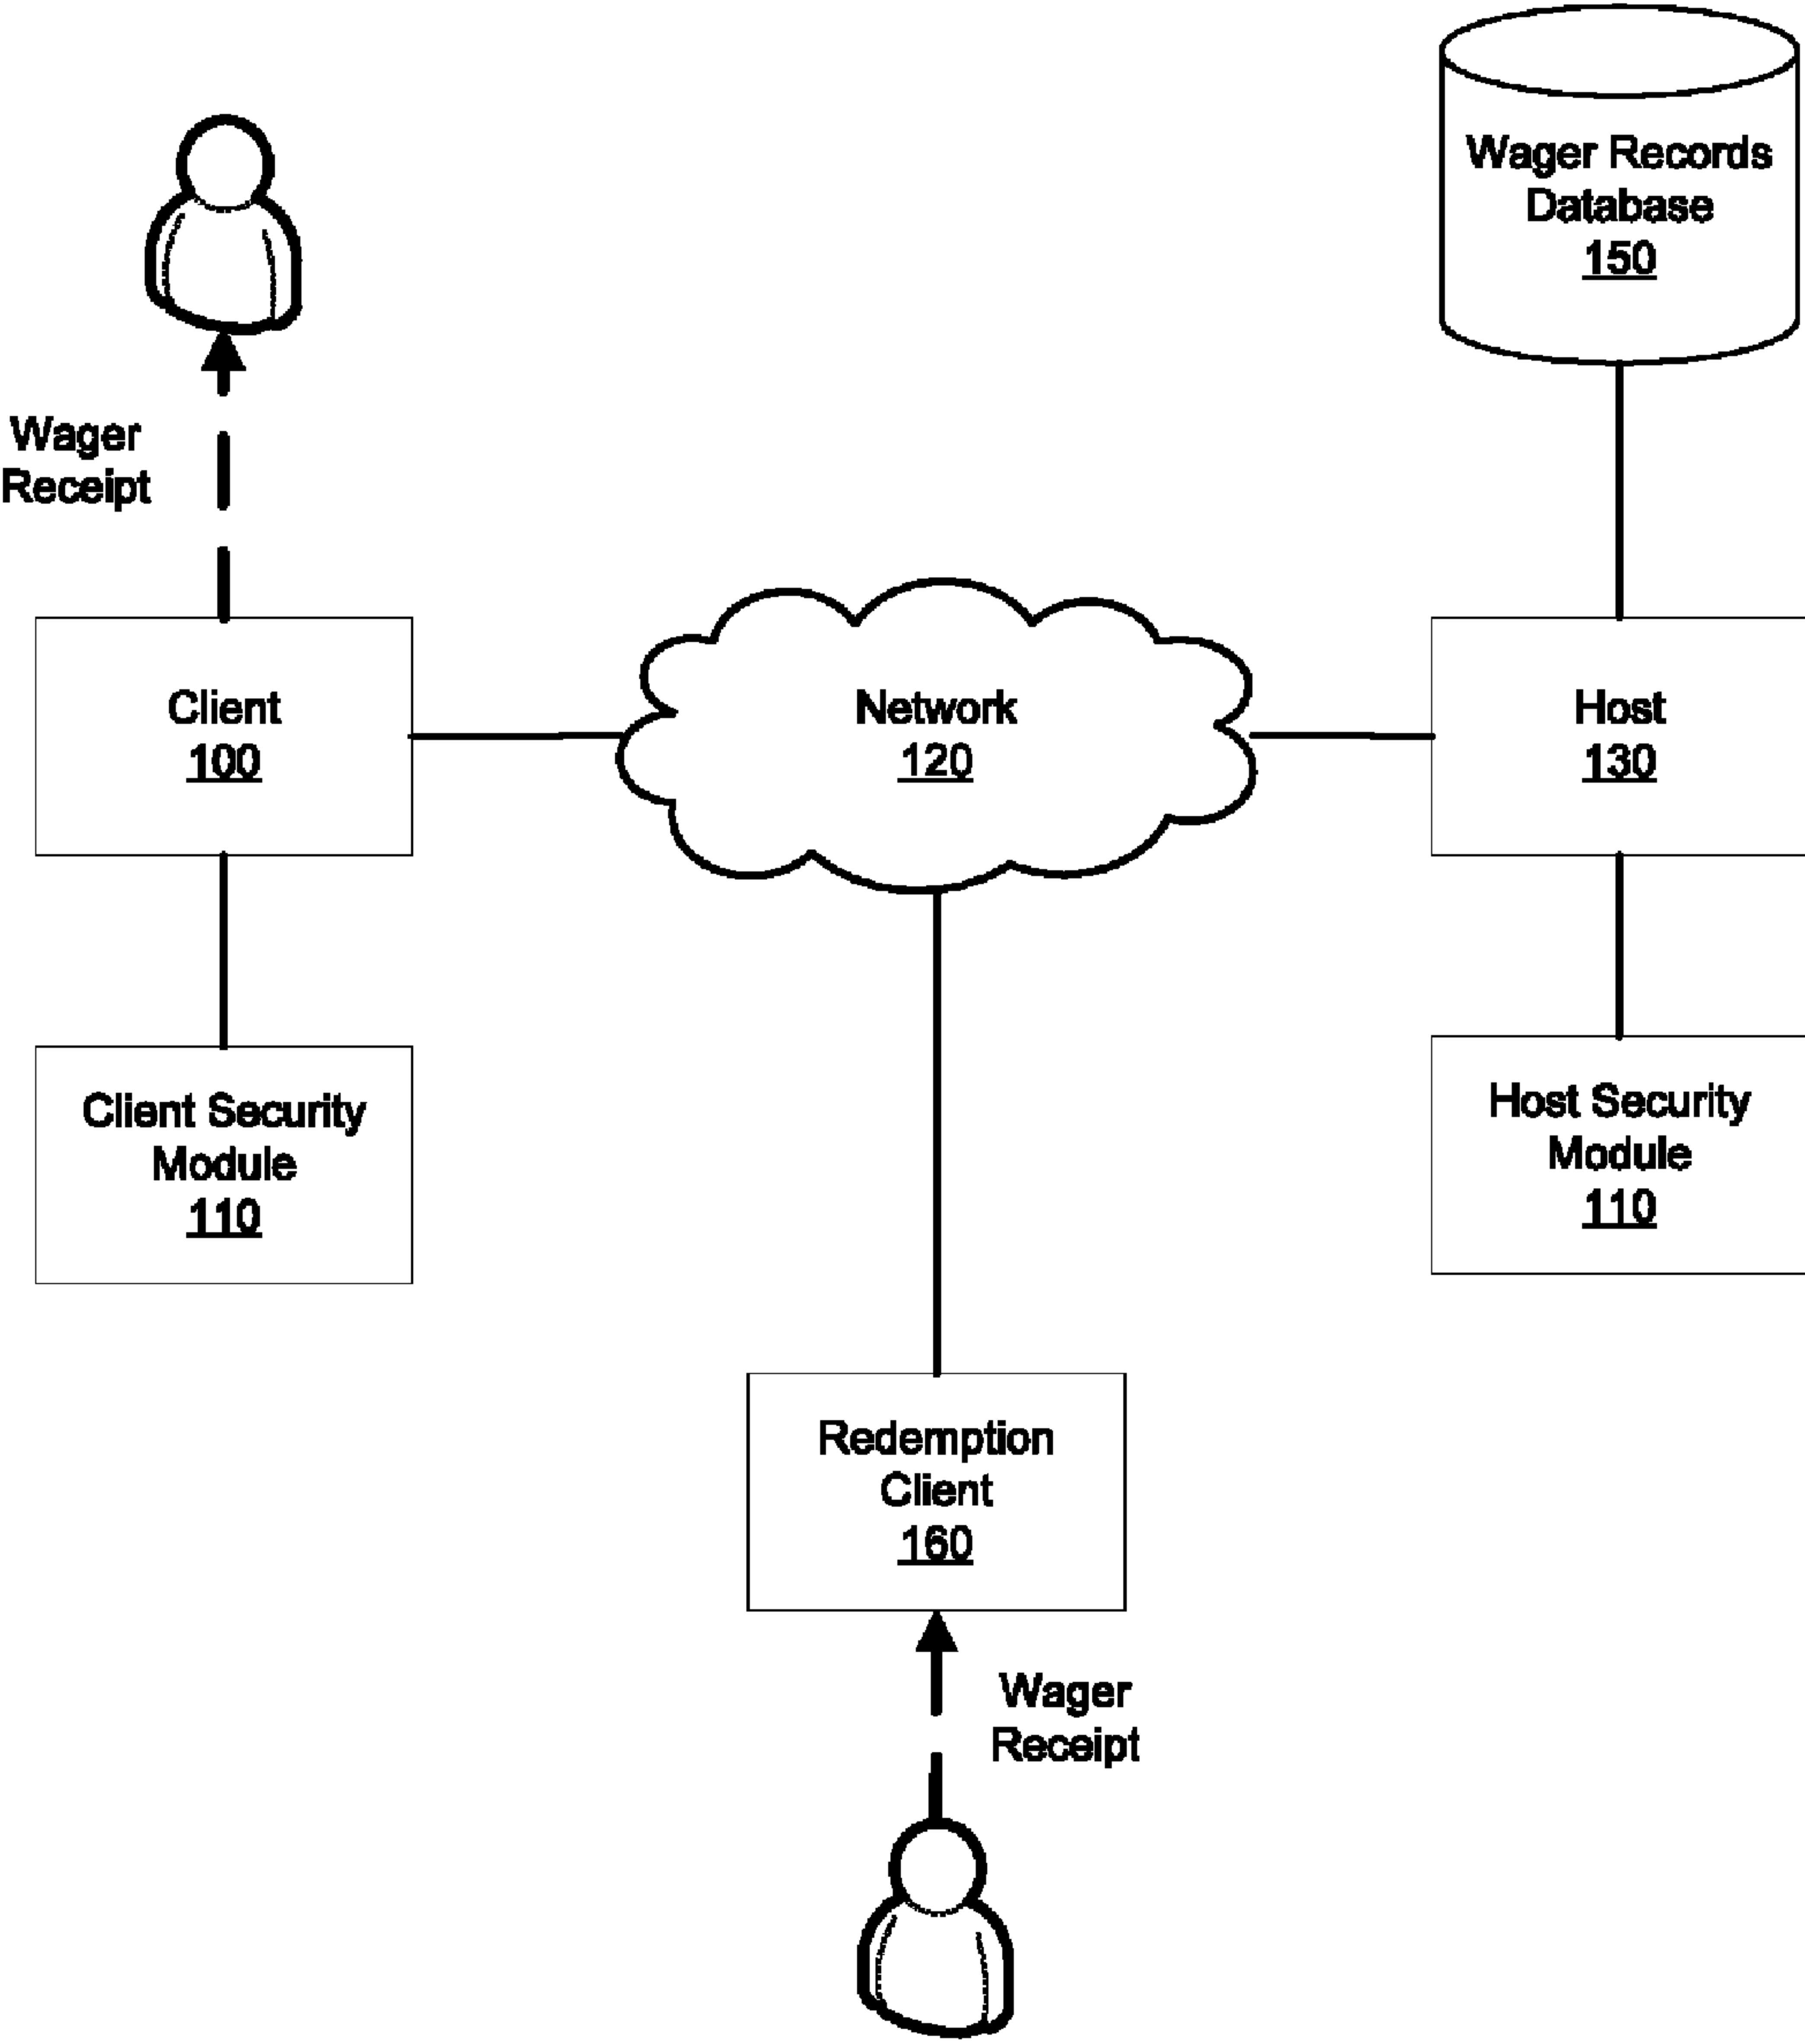 Wager Records
Database
150
Wager
Receipt
Client
100
Network
120
Host
130
Client Security
Module
110
Host Security
Module
110
Redemption
Client
160
Wager
Receipt